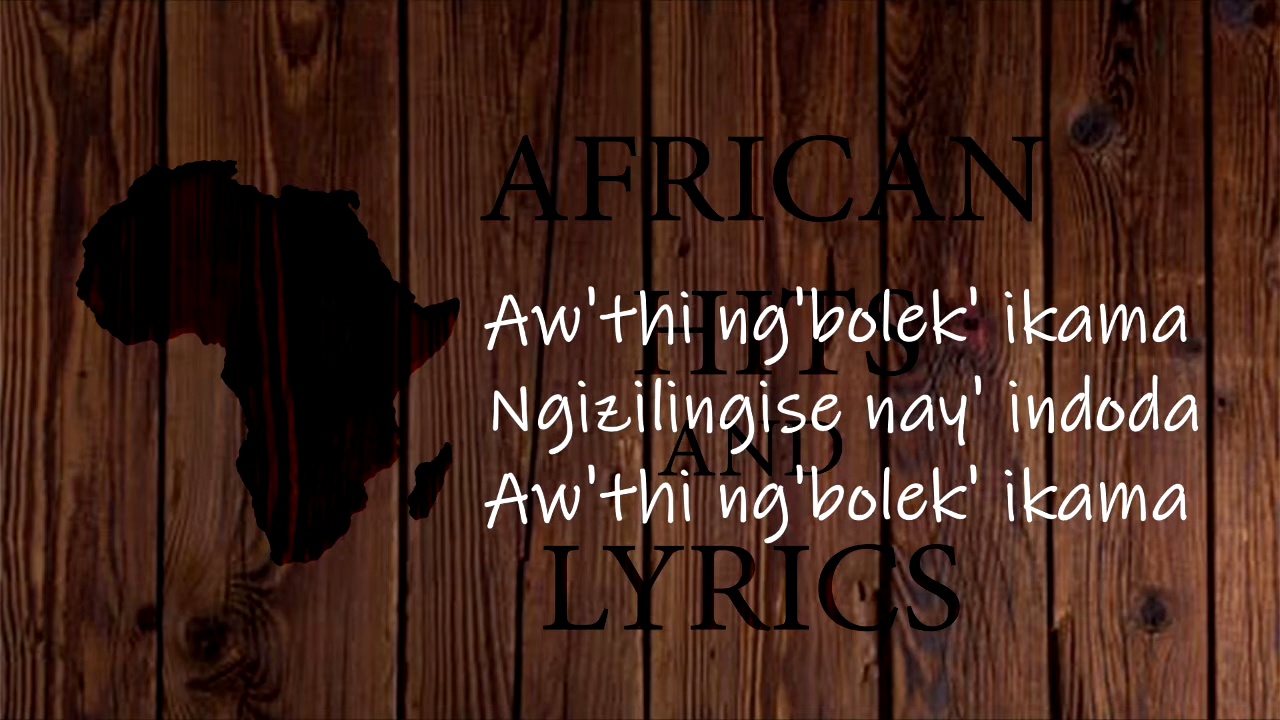 AFRICAN
HITS
AND
LYRICS
Aw'thi ng'bolek' ikama
Ngizilingise nay' indoda
Aw'thi ng'bolek' ikama